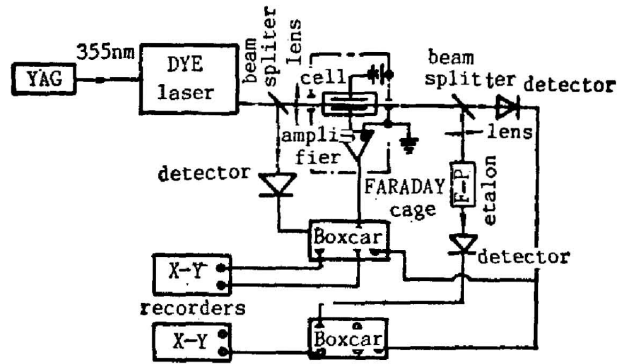 YAG
355nm
DYE
laser
beam
spliter
lens
cell
ampli
fier
FARADAY
cage
beam
splitter
detector
lens
F-P
etalon
detector
detector
Boxcar
X-Y
recorders
X-Y
Boxcar